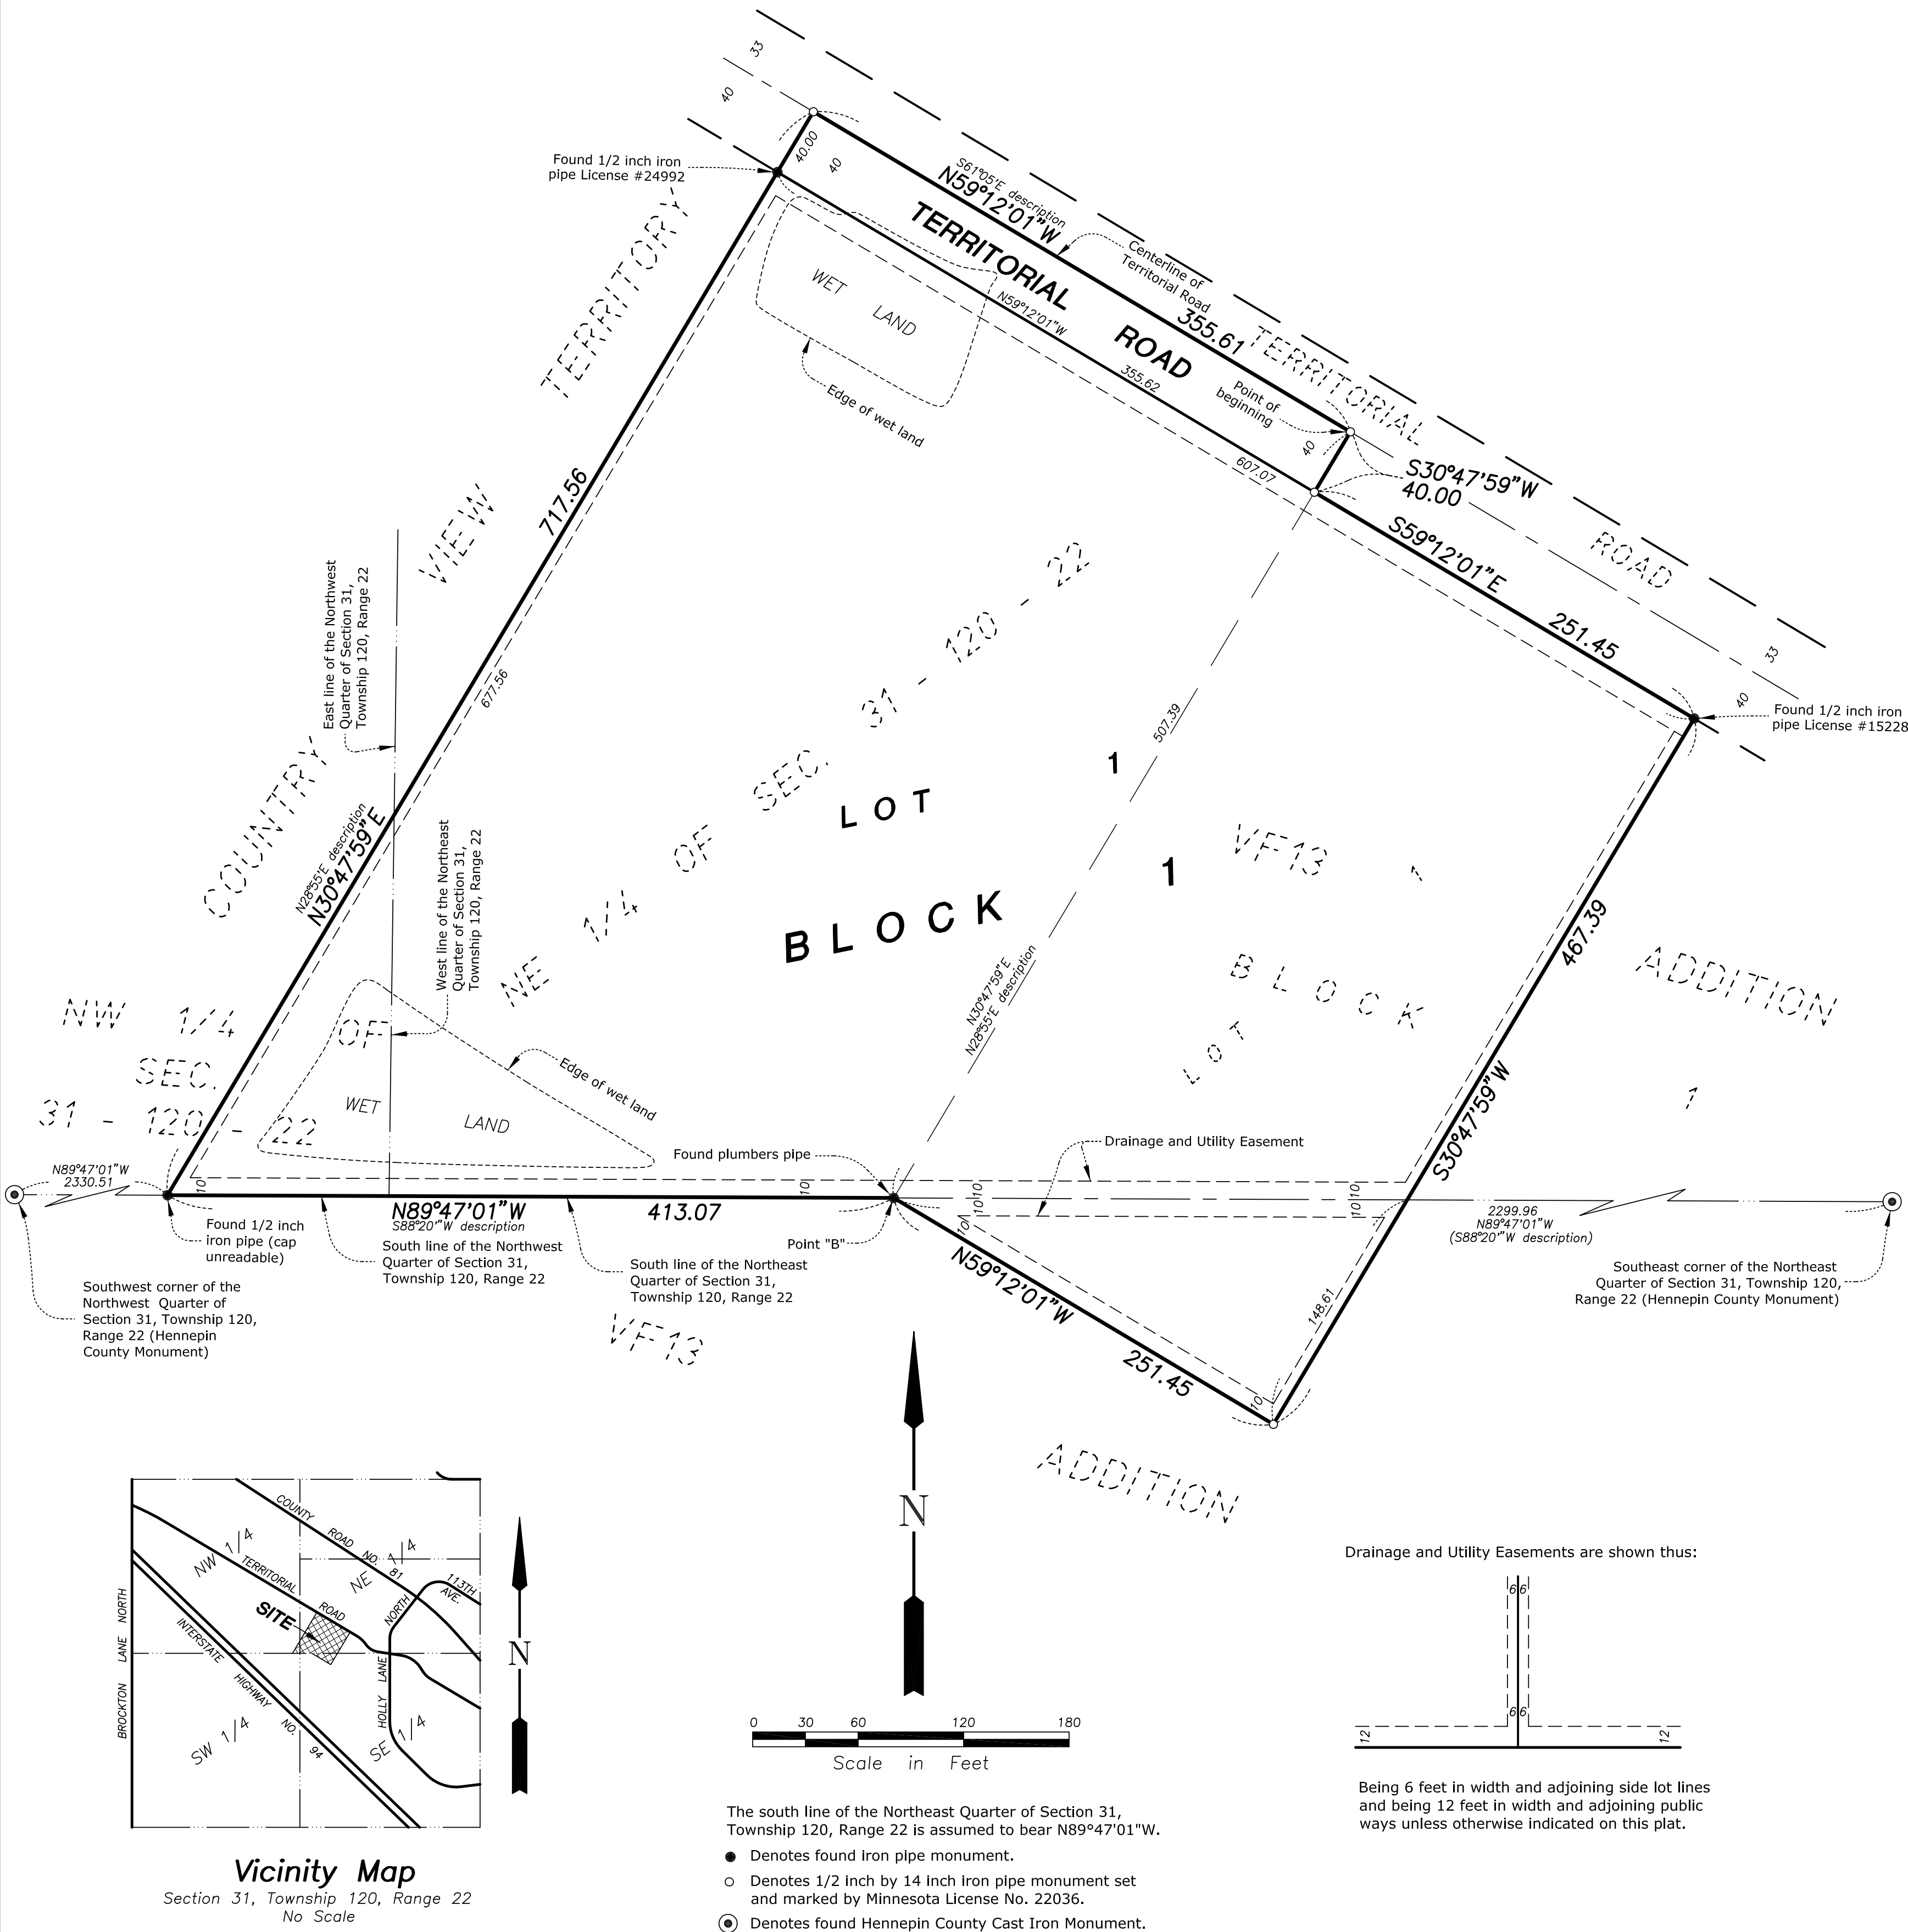 33
40
Found 1/2 inch iron
pipe License #24992
40.00
40
S61°05'E description
N59°12'01"W
Centerline of
Territorial Road
355.61
TERRITORIAL
ROAD
TERRITORIAL
ROAD
N59°12'01"W
355.62
Point of
beginning
40
607.07
S30°47'59"W
40.00
S59°12'01"E
251.45
33
40
Found 1/2 inch iron
pipe License #15228
WET
LAND
Edge of wet land
COUNTRY
VIEW
TERRITORY
717.56
677.56
N28°55'E description
N30°47'59"E
East line of the Northwest
Quarter of Section 31,
Township 120, Range 22
West line of the Northeast
Quarter of Section 31,
Township 120, Range 22
NE 1/4 OF SEC. 31 - 120 - 22
507.39
N30°47'59"E
N28°55'E description
1
LOT
1
BLOCK
VF13
1
BLOCK
LOT
467.39
S30°47'59"W
ADDITION
1
NW 1/4 OF
SEC.
31 - 120 - 22
WET
LAND
Edge of wet land
Found plumbers pipe
Drainage and Utility Easement
N89°47'01"W
2330.51
10
10
10 10
10 10
10
10
N89°47'01"W
413.07
S88°20'"W description
2299.96
N89°47'01"W
(S88°20'"W description)
Found 1/2 inch
iron pipe (cap
unreadable)
South line of the Northwest
Quarter of Section 31,
Township 120, Range 22
South line of the Northeast
Quarter of Section 31,
Township 120, Range 22
Point "B"
N59°12'01"W
251.45
148.61
Southwest corner of the
Northwest Quarter of
Section 31, Township 120,
Range 22 (Hennepin
County Monument)
Southeast corner of the Northeast
Quarter of Section 31, Township 120,
Range 22 (Hennepin County Monument)
VF13
ADDITION
N
COUNTY ROAD NO. 81
NW 1/4
NE 1/4
TERRITORIAL ROAD
113TH
AVE.
NORTH
SITE
INTERSTATE HIGHWAY NO. 94
BROCKTON LANE NORTH
HOLLY LANE
SW 1/4
SE 1/4
N
Vicinity Map
Section 31, Township 120, Range 22
No Scale
0 30 60 120 180
Scale in Feet
The south line of the Northeast Quarter of Section 31,
Township 120, Range 22 is assumed to bear N89°47'01"W.
Denotes found iron pipe monument.
Denotes 1/2 inch by 14 inch iron pipe monument set
and marked by Minnesota License No. 22036.
Denotes found Hennepin County Cast Iron Monument.
Drainage and Utility Easements are shown thus:
6 6
6 6
12
12
Being 6 feet in width and adjoining side lot lines
and being 12 feet in width and adjoining public
ways unless otherwise indicated on this plat.